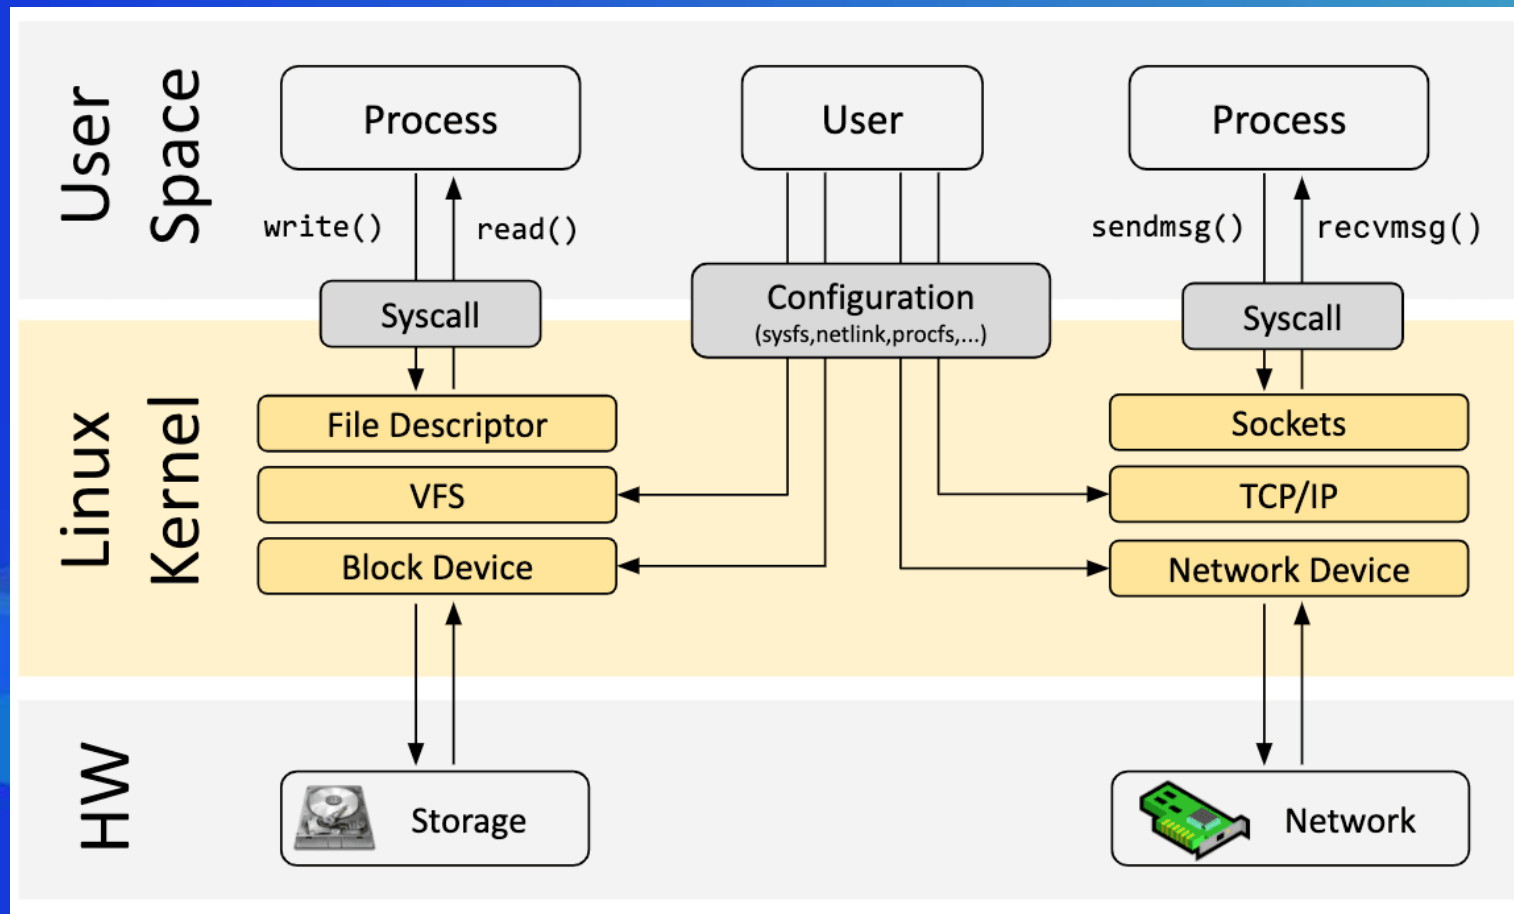 User
Space
Process
User
Process
write()
read()
sendmsg()
recvmsg()
Syscall
Configuration
(sysfs,netlink,procfs,...)
Syscall
Linux
Kernel
File Descriptor
VFS
Block Device
Sockets
TCP/IP
Network Device
HW
Storage
Network